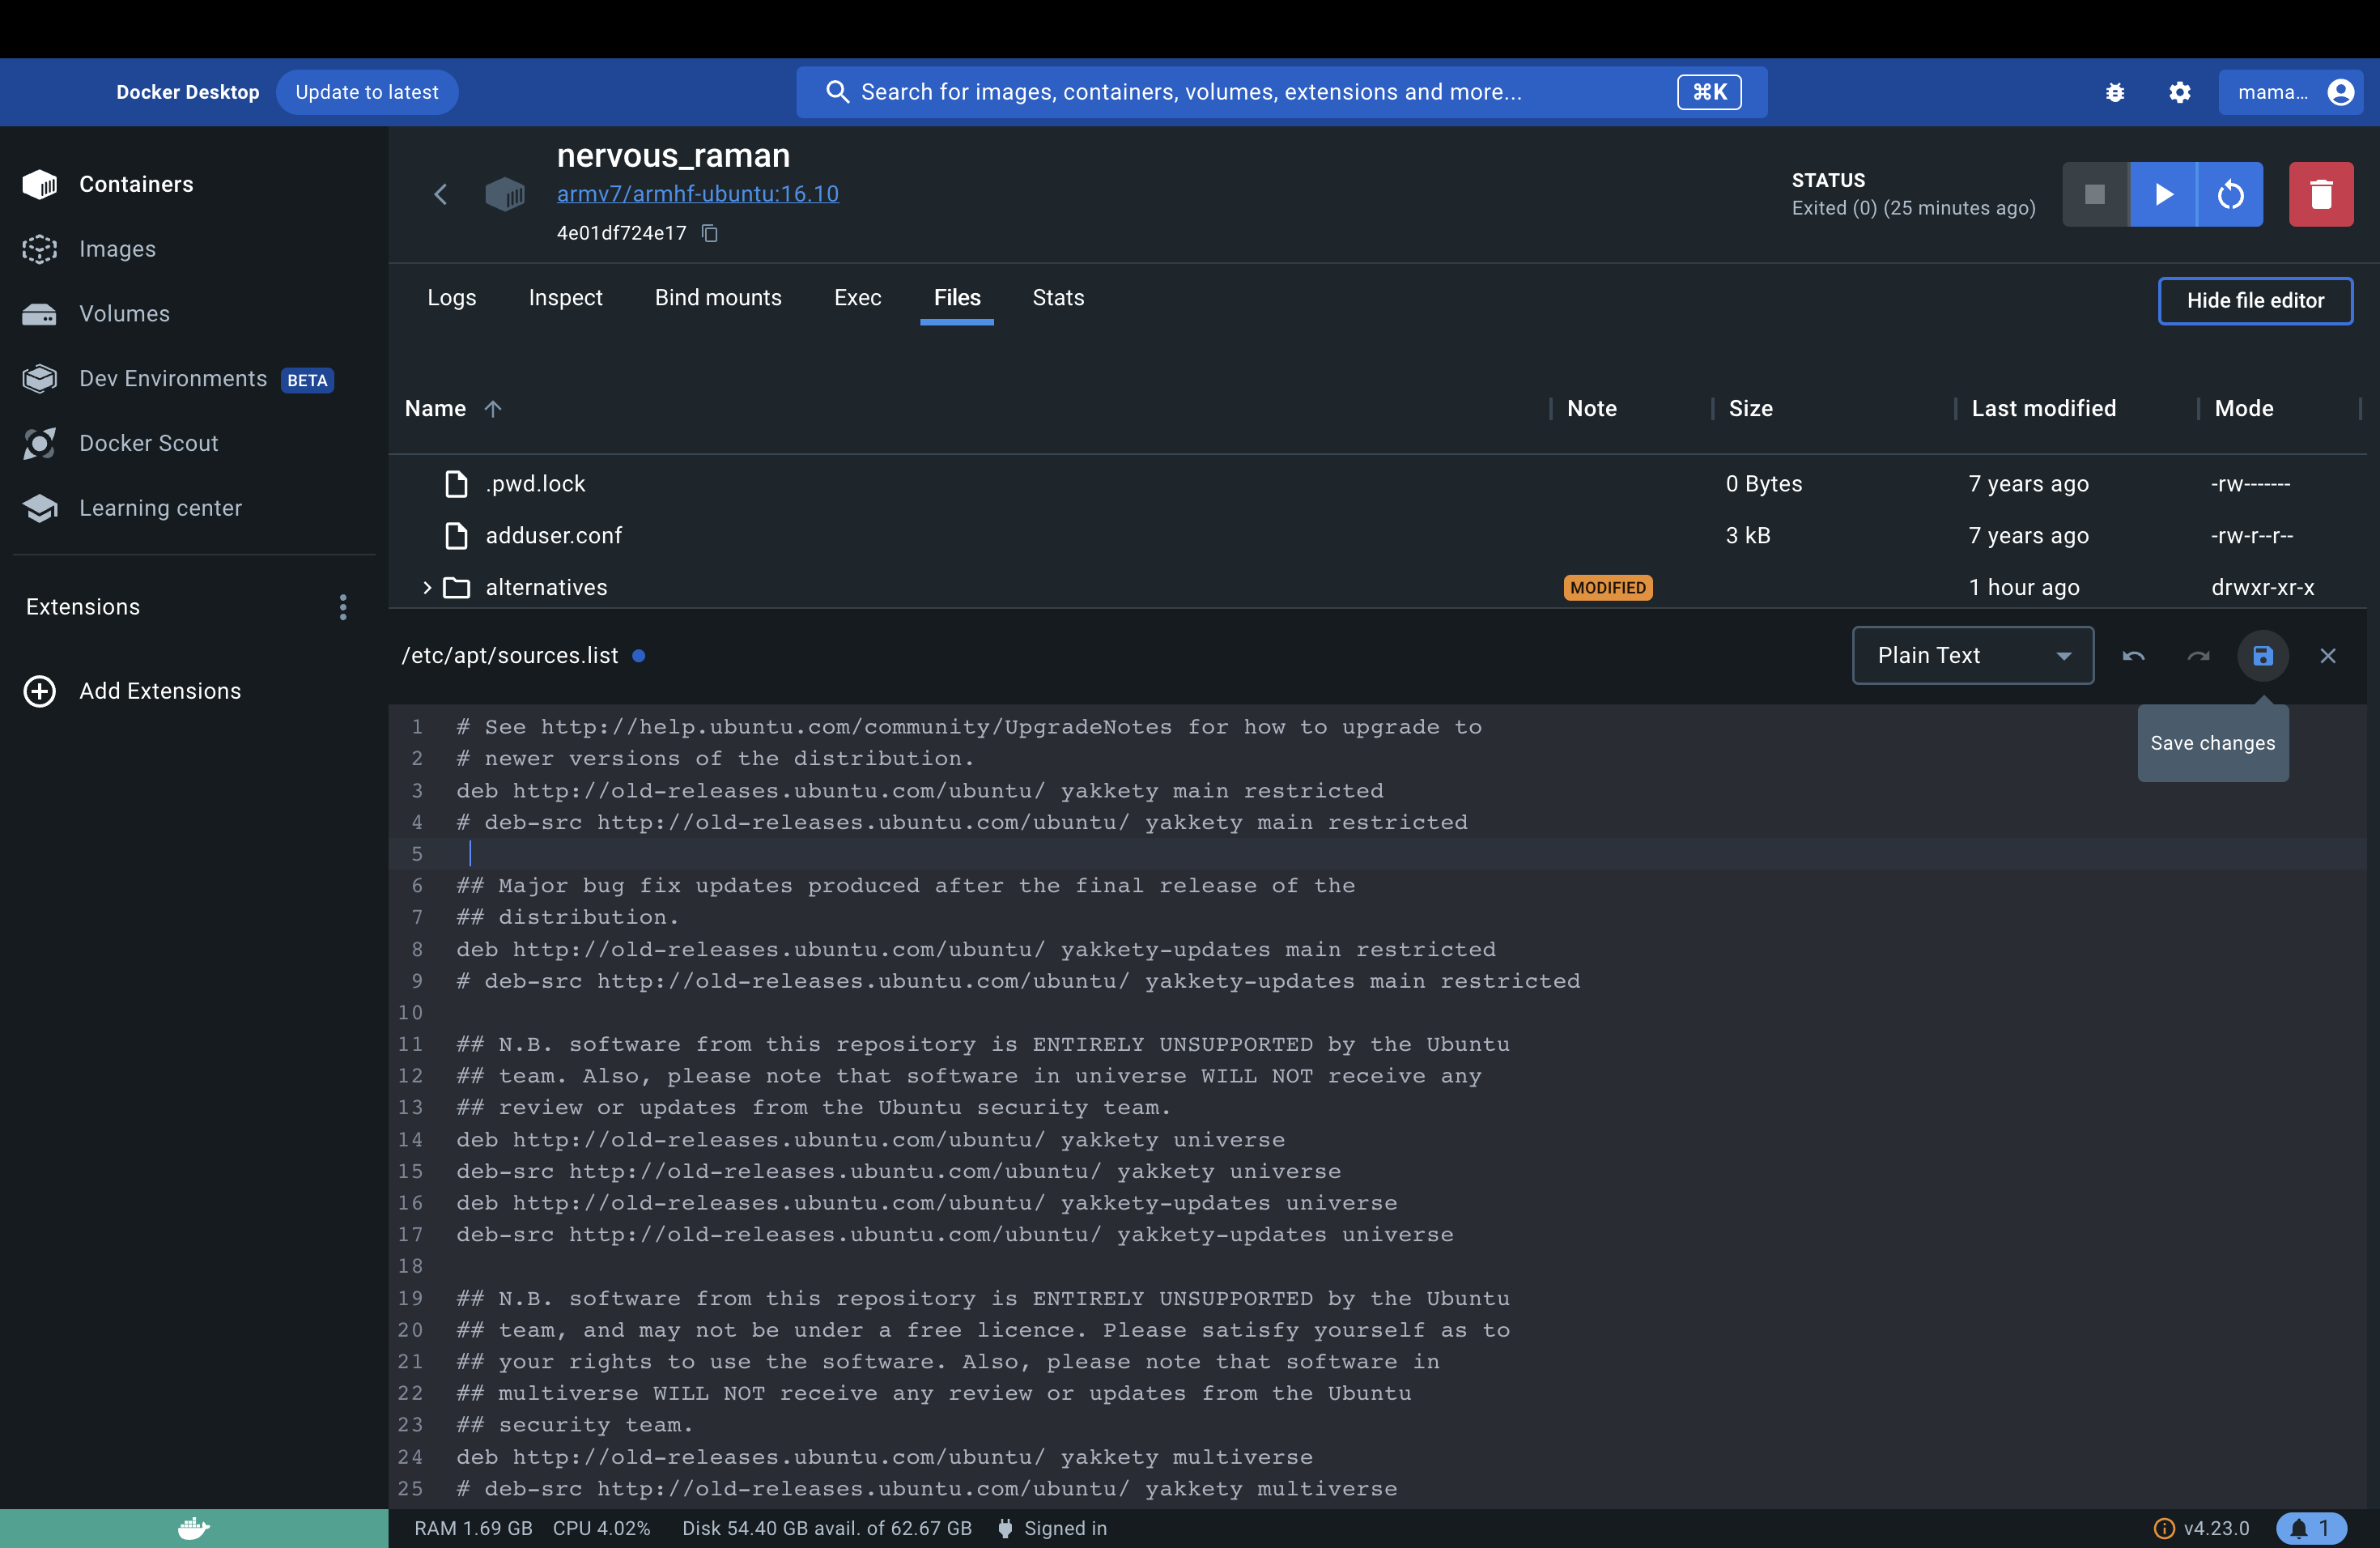 Docker Desktop
Update to latest
Search for images, containers, volumes, extensions and more...
⌘K
mama...
Containers
Images
Volumes
Dev Environments BETA
Docker Scout
Learning center
Extensions
Add Extensions
nervous_raman
armv7/armhf-ubuntu:16.10
4e01df724e17
STATUS
Exited (0) (25 minutes ago)
Logs Inspect Bind mounts Exec Files Stats
Hide file editor
Name Note Size Last modified Mode
.pwd.lock 0 Bytes 7 years ago -rw-------
adduser.conf 3 kB 7 years ago -rw-r--r--
alternatives MODIFIED 1 hour ago drwxr-xr-x
/etc/apt/sources.list
Plain Text
Save changes
1 # See http://help.ubuntu.com/community/UpgradeNotes for how to upgrade to
2 # newer versions of the distribution.
3 deb http://old-releases.ubuntu.com/ubuntu/ yakkety main restricted
4 # deb-src http://old-releases.ubuntu.com/ubuntu/ yakkety main restricted
5
6 ## Major bug fix updates produced after the final release of the
7 ## distribution.
8 deb http://old-releases.ubuntu.com/ubuntu/ yakkety-updates main restricted
9 # deb-src http://old-releases.ubuntu.com/ubuntu/ yakkety-updates main restricted
10
11 ## N.B. software from this repository is ENTIRELY UNSUPPORTED by the Ubuntu
12 ## team. Also, please note that software in universe WILL NOT receive any
13 ## review or updates from the Ubuntu security team.
14 deb http://old-releases.ubuntu.com/ubuntu/ yakkety universe
15 deb-src http://old-releases.ubuntu.com/ubuntu/ yakkety universe
16 deb http://old-releases.ubuntu.com/ubuntu/ yakkety-updates universe
17 deb-src http://old-releases.ubuntu.com/ubuntu/ yakkety-updates universe
18
19 ## N.B. software from this repository is ENTIRELY UNSUPPORTED by the Ubuntu
20 ## team, and may not be under a free licence. Please satisfy yourself as to
21 ## your rights to use the software. Also, please note that software in
22 ## multiverse WILL NOT receive any review or updates from the Ubuntu
23 ## security team.
24 deb http://old-releases.ubuntu.com/ubuntu/ yakkety multiverse
25 # deb-src http://old-releases.ubuntu.com/ubuntu/ yakkety multiverse
RAM 1.69 GB CPU 4.02% Disk 54.40 GB avail. of 62.67 GB Signed in
v4.23.0
1